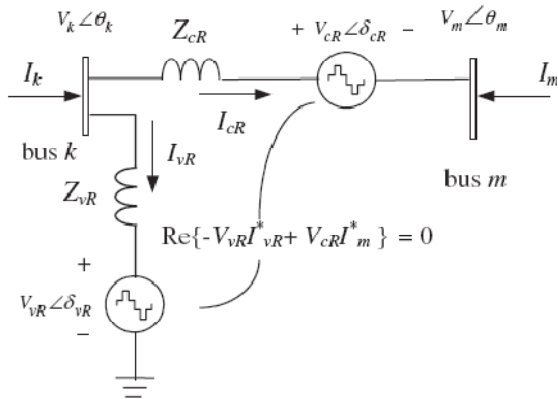 V_k∠θ_k
Z_cR
+ V_cR∠δ_cR −
V_m∠θ_m
I_k
I_m
I_cR
bus k
I_vR
bus m
Z_vR
Re{-V_vR I*_vR + V_cR I*_m} = 0
+
V_vR∠δ_vR
−